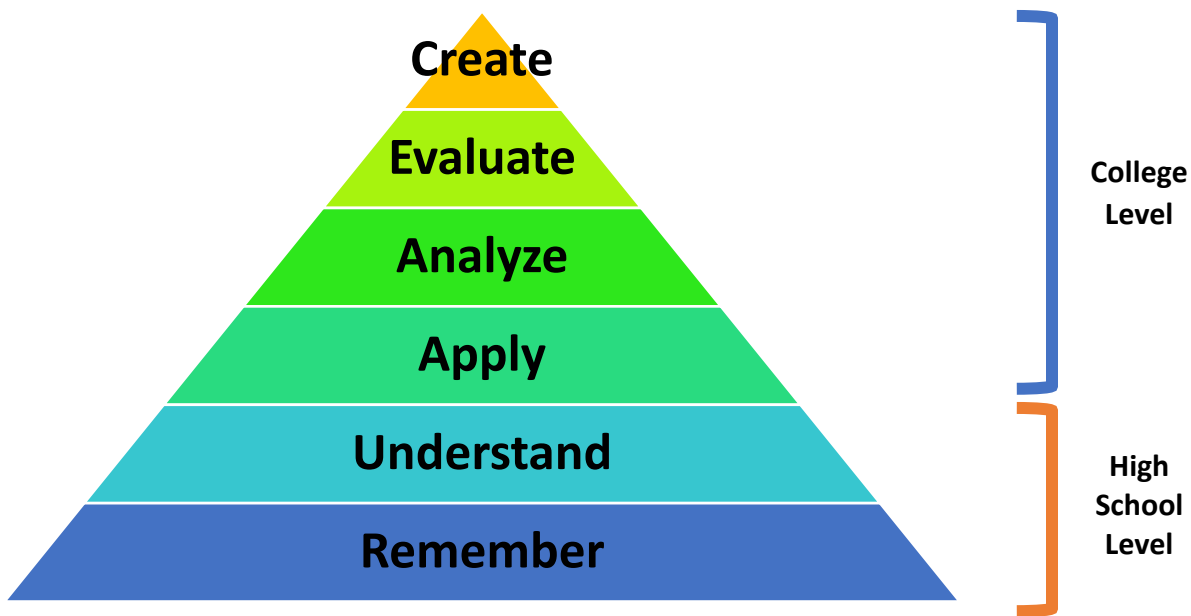 Create
Evaluate
Analyze
Apply
Understand
Remember
College
Level
High
School
Level